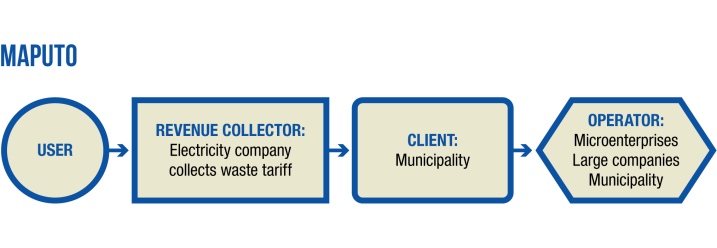 MAPUTO
USER
REVENUE COLLECTOR:
Electricity company
collects waste tariff
CLIENT:
Municipality
OPERATOR:
Microenterprises
Large companies
Municipality